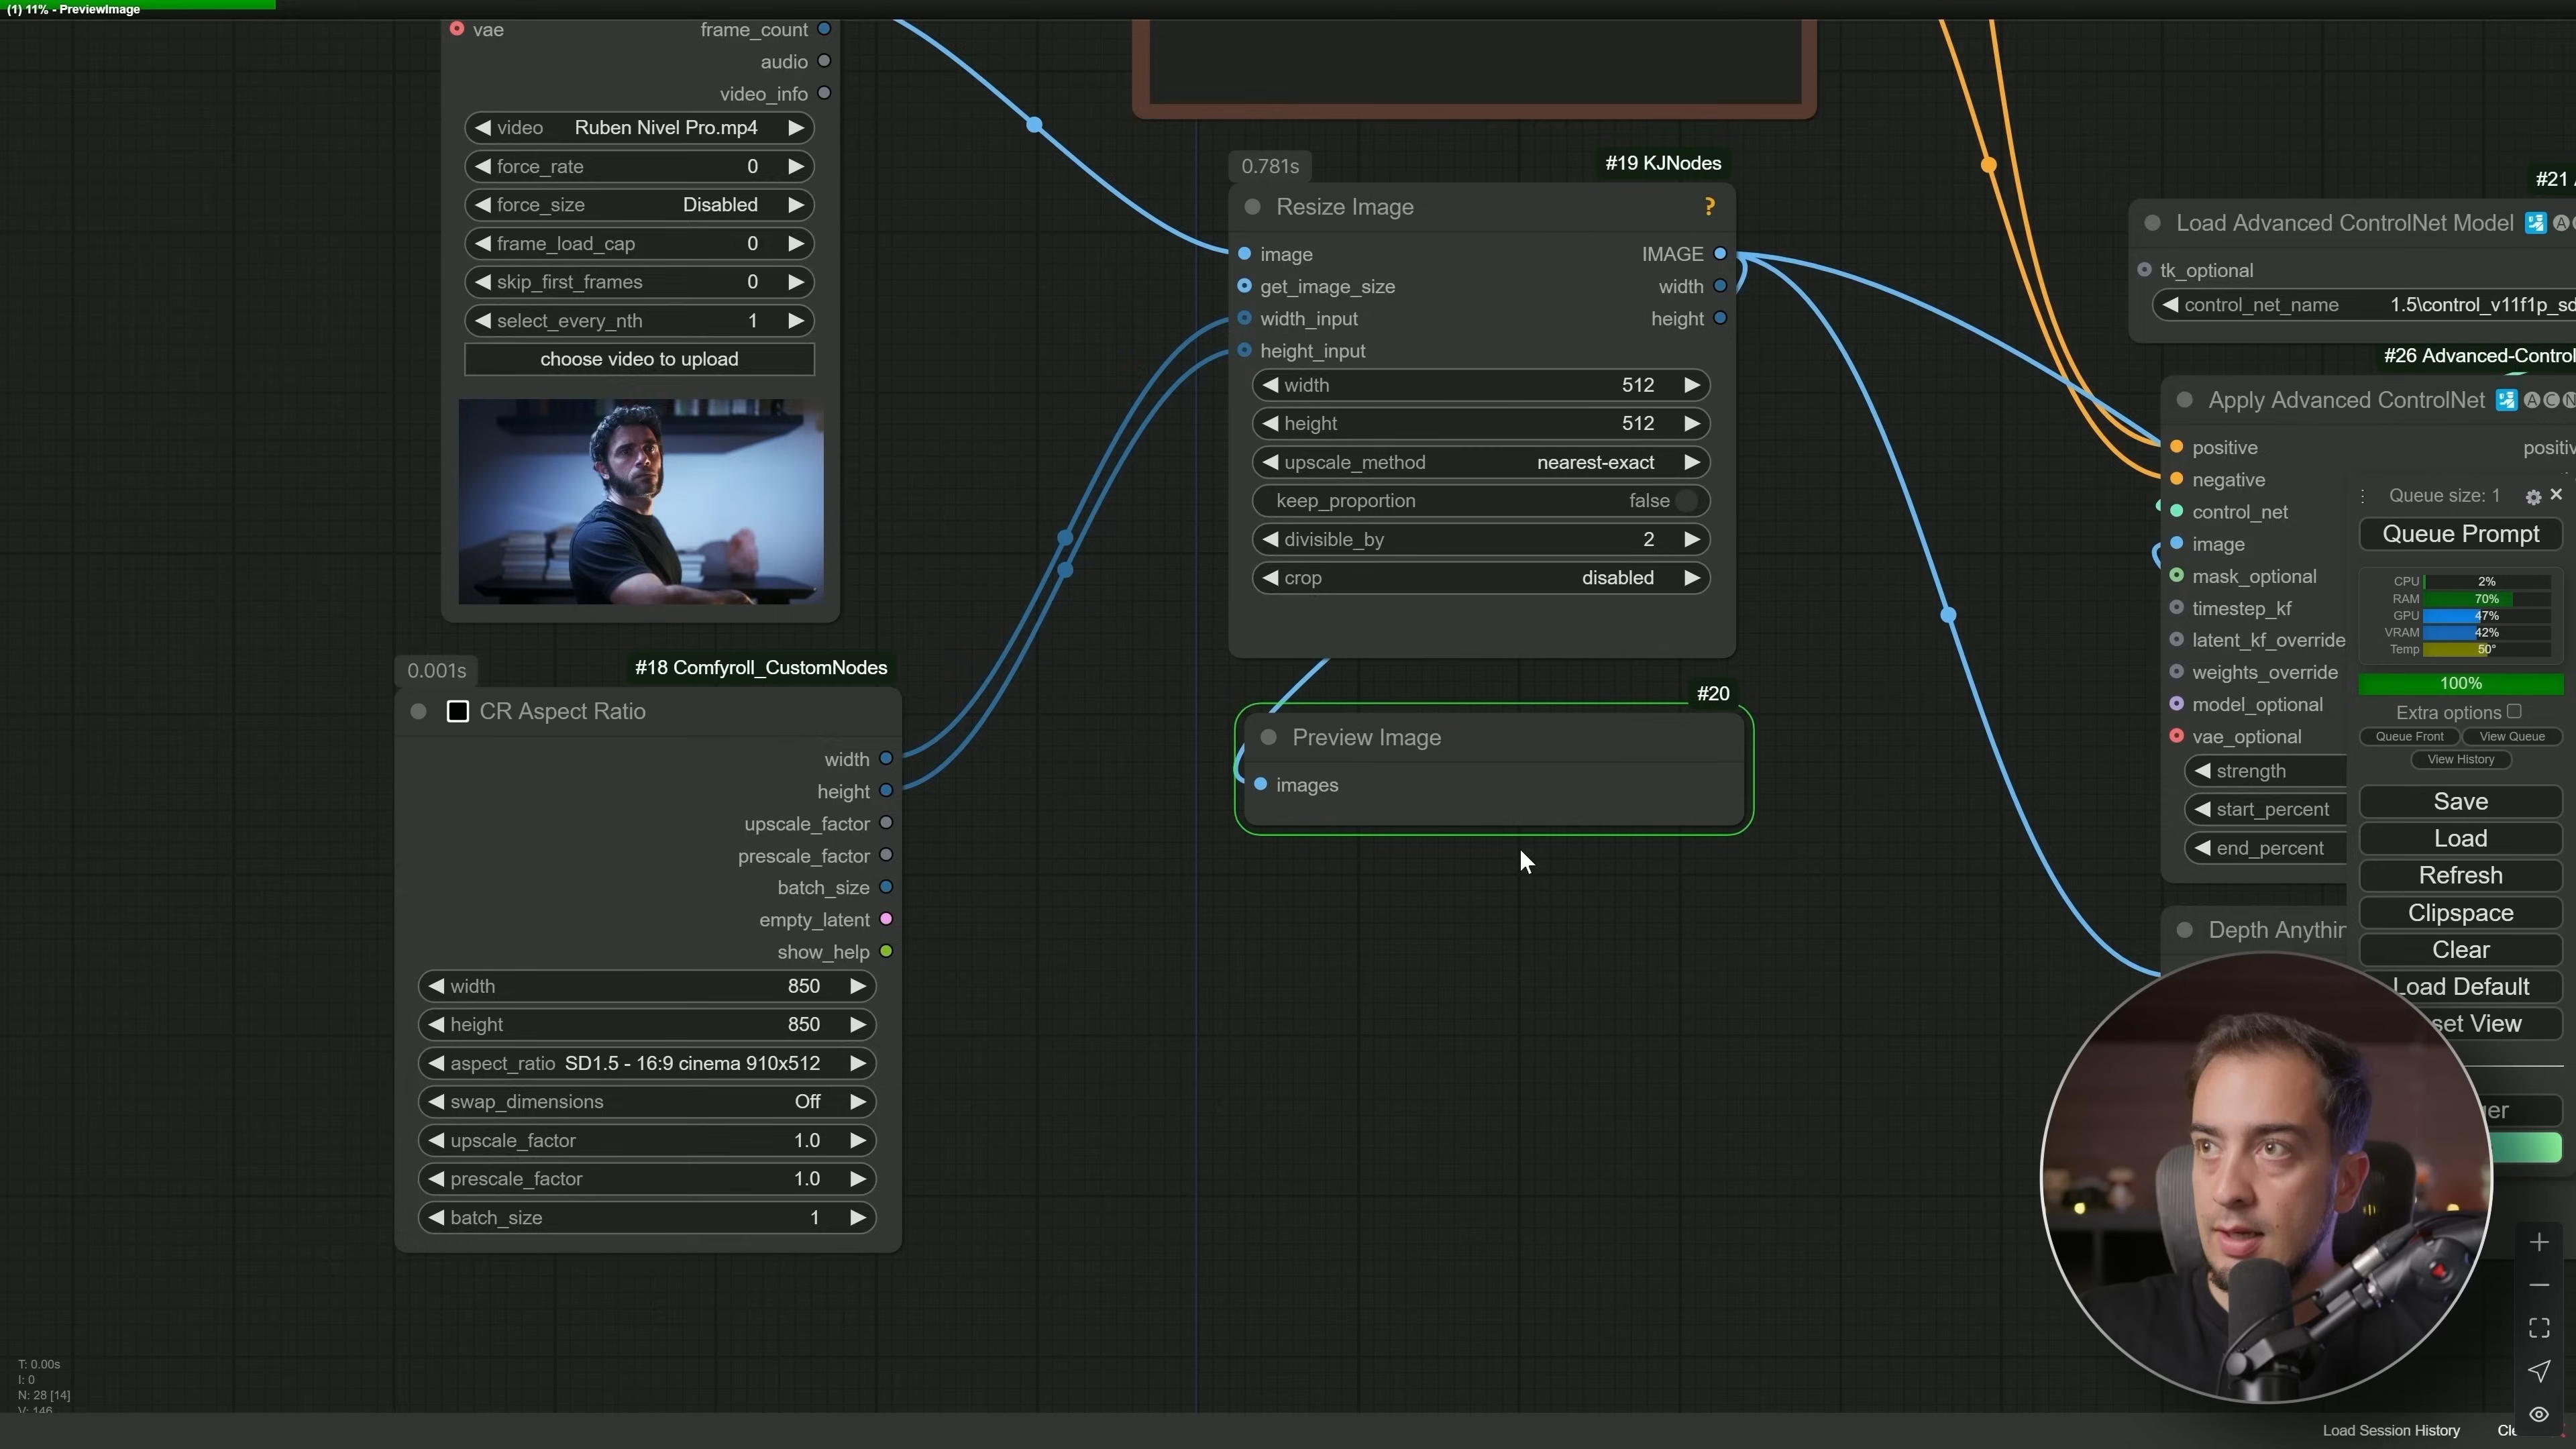 (1) 11% - PreviewImage
vae
frame_count
audio
video_info
video Ruben Nivel Pro.mp4
force_rate 0
force_size Disabled
frame_load_cap 0
skip_first_frames 0
select_every_nth 1
choose video to upload
0.001s
#18 Comfyroll_CustomNodes
CR Aspect Ratio
width
height
upscale_factor
prescale_factor
batch_size
empty_latent
show_help
width 850
height 850
aspect_ratio SD1.5 - 16:9 cinema 910x512
swap_dimensions Off
upscale_factor 1.0
prescale_factor 1.0
batch_size 1
0.781s
#19 KJNodes
Resize Image ?
image IMAGE
get_image_size width
width_input height
height_input
width 512
height 512
upscale_method nearest-exact
keep_proportion false
divisible_by 2
crop disabled
#20
Preview Image
images
#21
Load Advanced ControlNet Model
tk_optional
control_net_name 1.5\control_v11f1p_sd
#26 Advanced-Control
Apply Advanced ControlNet
positive
negative
control_net
image
mask_optional
timestep_kf
latent_kf_override
weights_override
model_optional
vae_optional
strength
start_percent
end_percent
Depth Anythin
Queue size: 1
Queue Prompt
CPU 2%
RAM 70%
GPU 47%
VRAM 42%
Temp 50°
100%
Extra options
Queue Front View Queue
View History
Save
Load
Refresh
Clipspace
Clear
Load Default
set View
T: 0.00s
I: 0
N: 28 [14]
V: 146
Load Session History